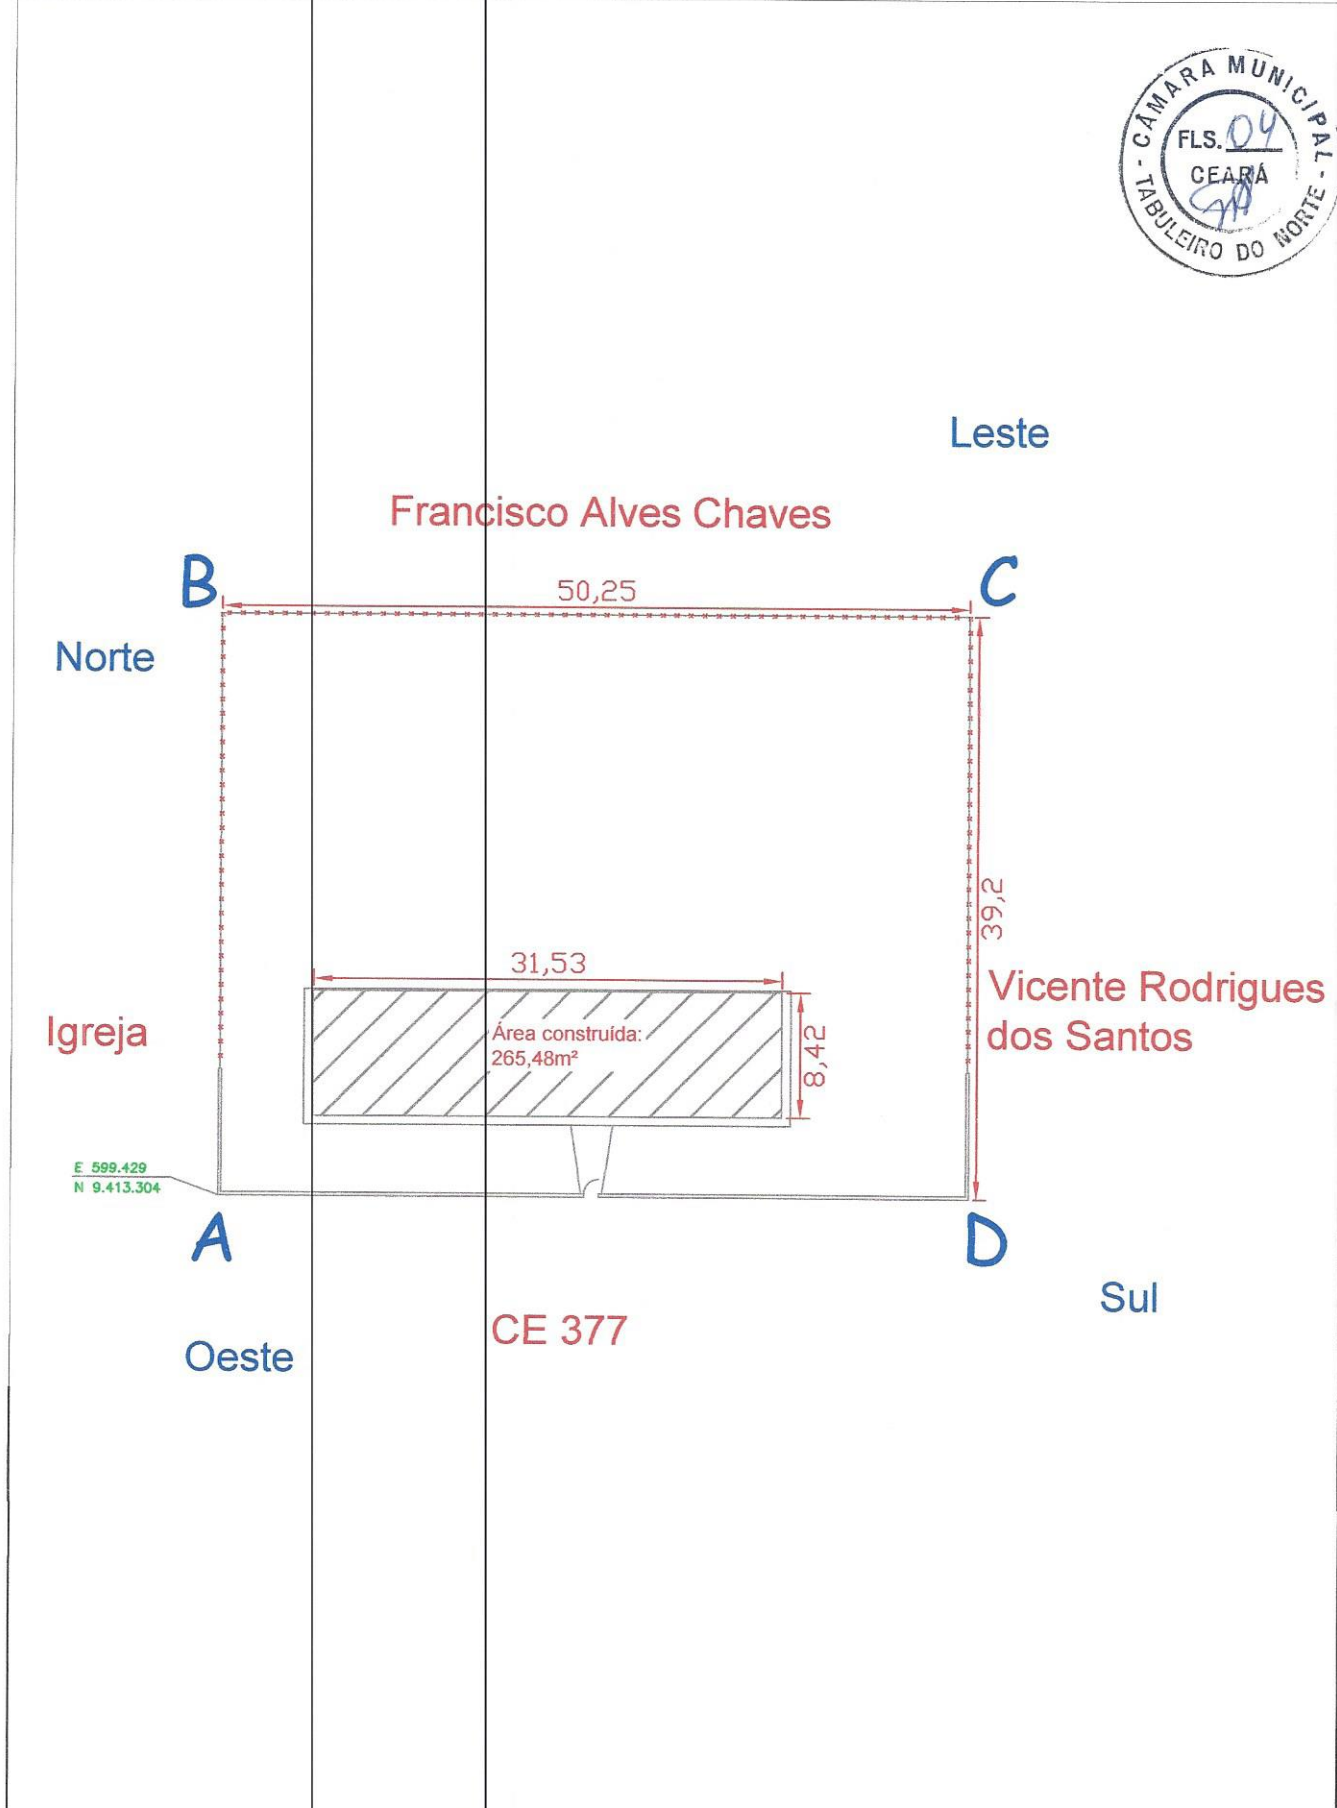 CÂMARA MUNICIPAL
FLS. 04
CEARÁ
- TABULEIRO DO NORTE -
Leste
Francisco Alves Chaves
B
50,25
C
Norte
39,2
31,53
Vicente Rodrigues
dos Santos
Igreja
Área construída:
265,48m²
8,42
E 599.429
N 9.413.304
A
D
Sul
CE 377
Oeste